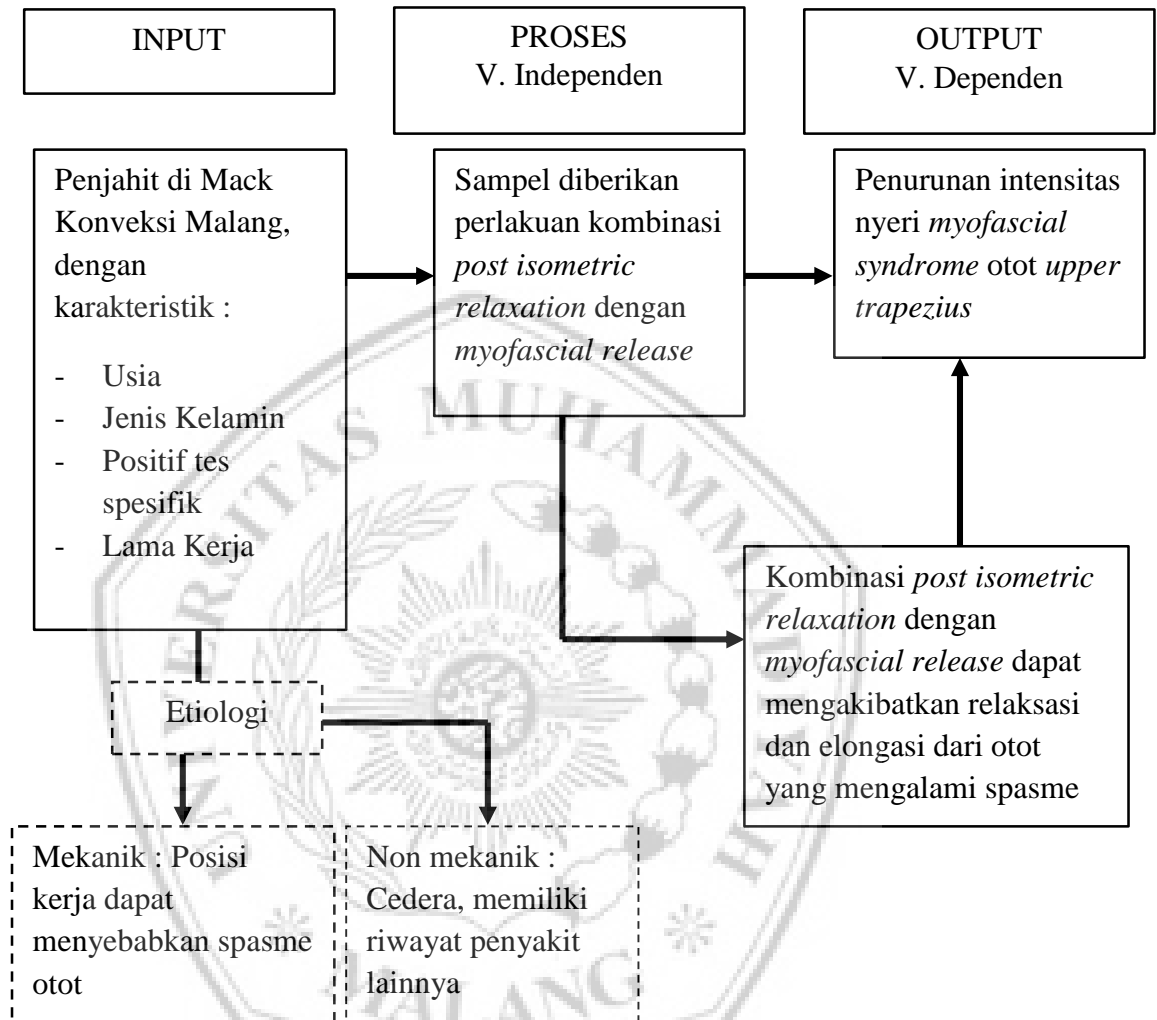 INPUT
PROSES
V. Independen
OUTPUT
V. Dependen
Penjahit di Mack
Konveksi Malang,
dengan
karakteristik :
- Usia
- Jenis Kelamin
- Positif tes
spesifik
- Lama Kerja
Sampel diberikan
perlakuan kombinasi
post isometric
relaxation dengan
myofascial release
Penurunan intensitas
nyeri myofascial
syndrome otot upper
trapezius
Kombinasi post isometric
relaxation dengan
myofascial release dapat
mengakibatkan relaksasi
dan elongasi dari otot
yang mengalami spasme
Etiologi
Mekanik : Posisi
kerja dapat
menyebabkan spasme
otot
Non mekanik :
Cedera, memiliki
riwayat penyakit
lainnya
UNIVERSITAS MUHAMMADIYAH
MALANG